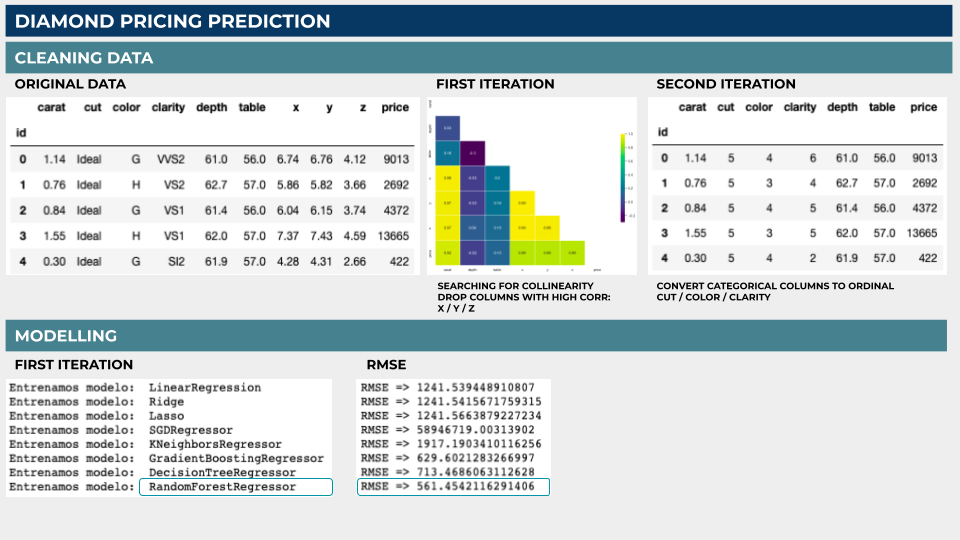 DIAMOND PRICING PREDICTION
CLEANING DATA
ORIGINAL DATA
carat cut color clarity depth table x y z price
id
0 1.14 Ideal G VVS2 61.0 56.0 6.74 6.76 4.12 9013
1 0.76 Ideal H VS2 62.7 57.0 5.86 5.82 3.66 2692
2 0.84 Ideal G VS1 61.4 56.0 6.04 6.15 3.74 4372
3 1.55 Ideal H VS1 62.0 57.0 7.37 7.43 4.59 13665
4 0.30 Ideal G SI2 61.9 57.0 4.28 4.31 2.66 422
FIRST ITERATION
carat depth table x y z price
SEARCHING FOR COLLINEARITY
DROP COLUMNS WITH HIGH CORR:
X / Y / Z
SECOND ITERATION
carat cut color clarity depth table price
id
0 1.14 5 4 6 61.0 56.0 9013
1 0.76 5 3 4 62.7 57.0 2692
2 0.84 5 4 5 61.4 56.0 4372
3 1.55 5 3 5 62.0 57.0 13665
4 0.30 5 4 2 61.9 57.0 422
CONVERT CATEGORICAL COLUMNS TO ORDINAL
CUT / COLOR / CLARITY
MODELLING
FIRST ITERATION
Entrenamos modelo: LinearRegression
Entrenamos modelo: Ridge
Entrenamos modelo: Lasso
Entrenamos modelo: SGDRegressor
Entrenamos modelo: KNeighborsRegressor
Entrenamos modelo: GradientBoostingRegressor
Entrenamos modelo: DecisionTreeRegressor
Entrenamos modelo: RandomForestRegressor
RMSE
RMSE => 1241.539448910807
RMSE => 1241.5415671759315
RMSE => 1241.5663879227234
RMSE => 58946719.00313902
RMSE => 1917.1903410116256
RMSE => 629.6021283266997
RMSE => 713.4686063112628
RMSE => 561.4542116291406